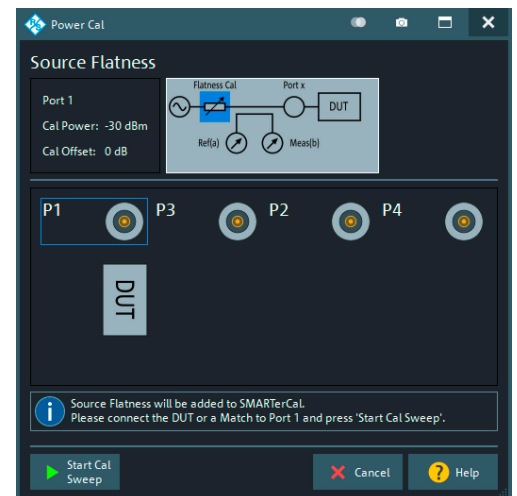 Power Cal
Source Flatness
Port 1
Cal Power: -30 dBm
Cal Offset: 0 dB
Flatness Cal Port x
DUT
Ref(a) Meas(b)
P1 P3 P2 P4
DUT
Source Flatness will be added to SMARTerCal.
Please connect the DUT or a Match to Port 1 and press 'Start Cal Sweep'.
Start Cal
Sweep
Cancel
Help